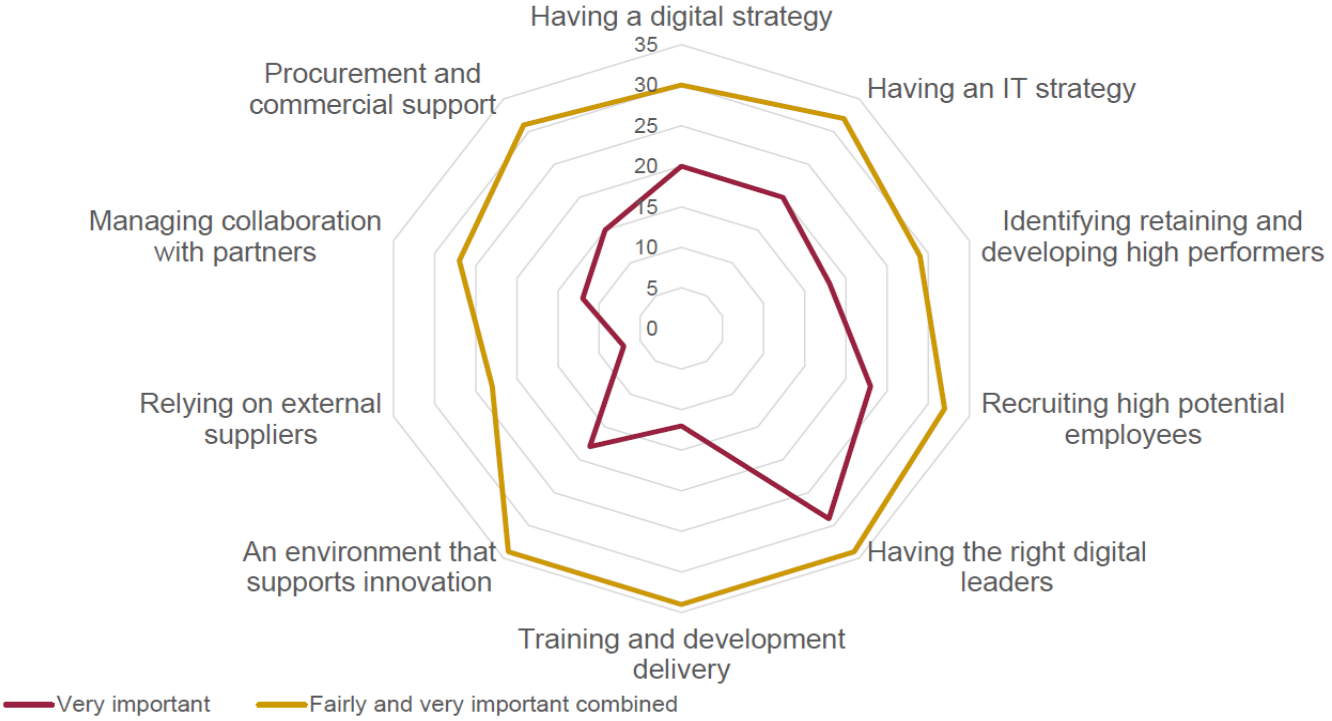 Having a digital strategy
35
30
25
20
15
10
5
0
Having an IT strategy
Identifying retaining and
developing high performers
Recruiting high potential
employees
Having the right digital
leaders
Training and development
delivery
An environment that
supports innovation
Relying on external
suppliers
Managing collaboration
with partners
Procurement and
commercial support
Very important
Fairly and very important combined